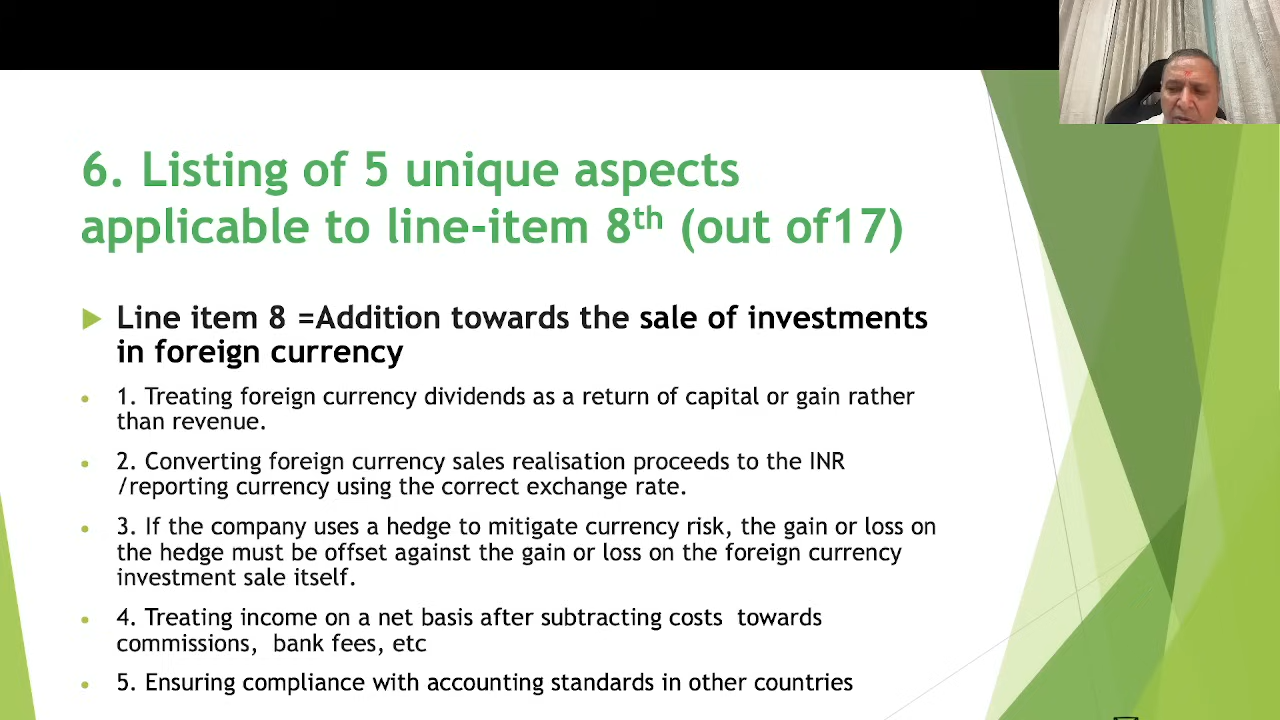 6. Listing of 5 unique aspects
applicable to line-item 8th (out of17)
Line item 8 =Addition towards the sale of investments
in foreign currency
1. Treating foreign currency dividends as a return of capital or gain rather
than revenue.
2. Converting foreign currency sales realisation proceeds to the INR
/reporting currency using the correct exchange rate.
3. If the company uses a hedge to mitigate currency risk, the gain or loss on
the hedge must be offset against the gain or loss on the foreign currency
investment sale itself.
4. Treating income on a net basis after subtracting costs towards
commissions, bank fees, etc
5. Ensuring compliance with accounting standards in other countries